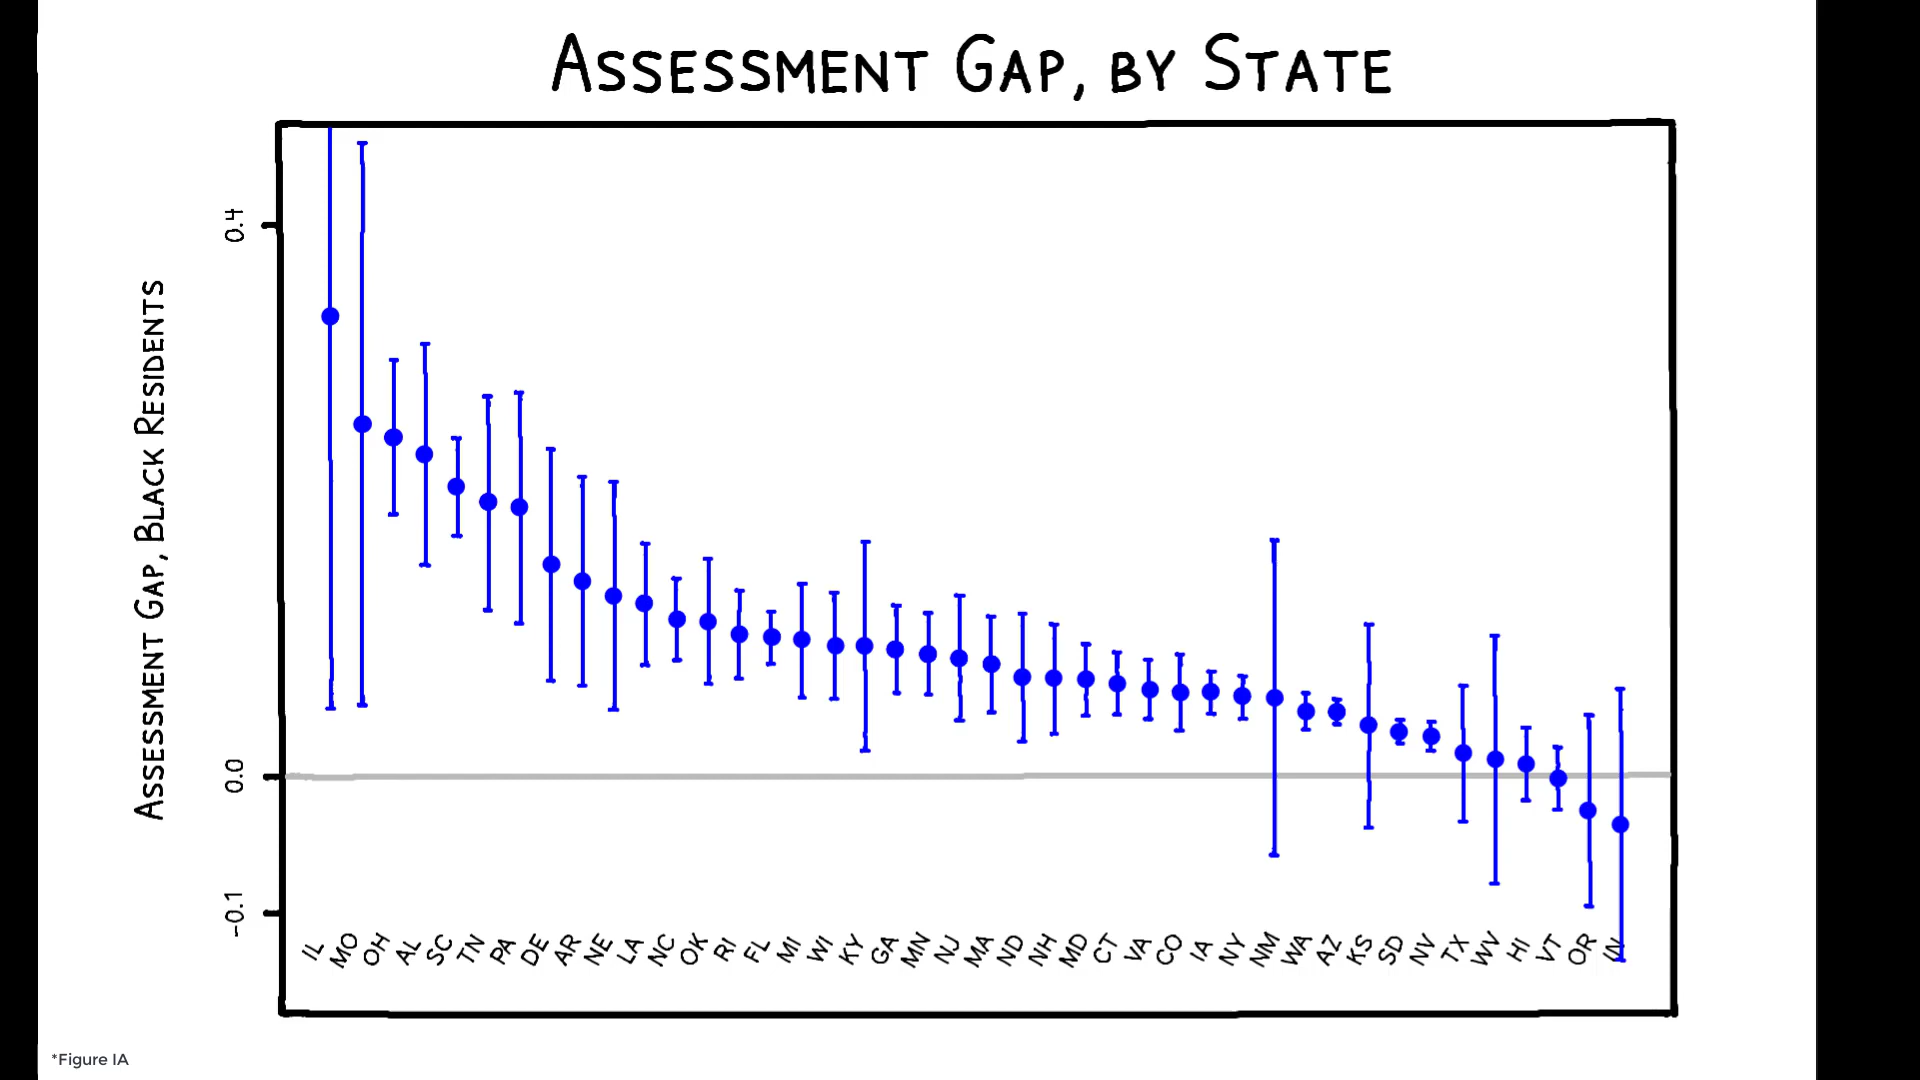 ASSESSMENT GAP, BY STATE
ASSESSMENT GAP, BLACK RESIDENTS
0.4
0.0
-0.1
IL MO OH AL SC TN PA DE AR NE LA NC OK RI FL MI WI KY GA MN NJ MA ND NH MD CT VA CO IA NY NM WA AZ KS SD NV TX WV HI VT OR IN
*Figure IA